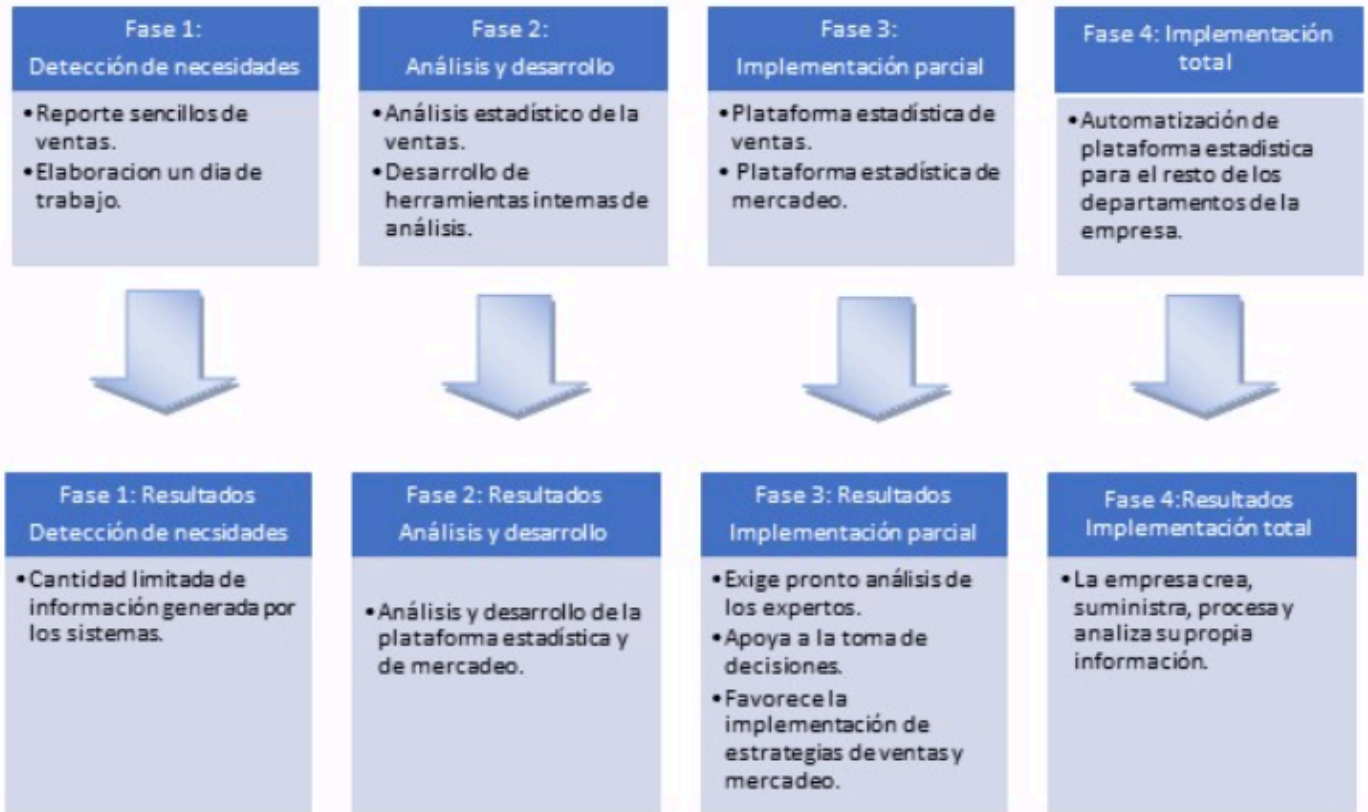 Fase 1:
Detección de necesidades
•Reporte sencillos de
ventas.
•Elaboracion un dia de
trabajo.
Fase 2:
Análisis y desarrollo
•Análisis estadístico de la
ventas.
•Desarrollo de
herramientas internas de
análisis.
Fase 3:
Implementación parcial
•Plataforma estadística de
ventas.
• Plataforma estadística de
mercadeo.
Fase 4: Implementación
total
•Automatización de
plataforma estadistica
para el resto de los
departamentos de la
empresa.
Fase 1: Resultados
Detección de necsidades
•Cantidad limitada de
información generada por
los sistemas.
Fase 2: Resultados
Análisis y desarrollo
•Análisis y desarrollo de la
plataforma estadística y
de mercadeo.
Fase 3: Resultados
Implementación parcial
•Exige pronto análisis de
los expertos.
•Apoya a la toma de
decisiones.
•Favorece la
implementación de
estrategias de ventas y
mercadeo.
Fase 4:Resultados
Implementación total
•La empresa crea,
suministra, procesa y
analiza su propia
información.